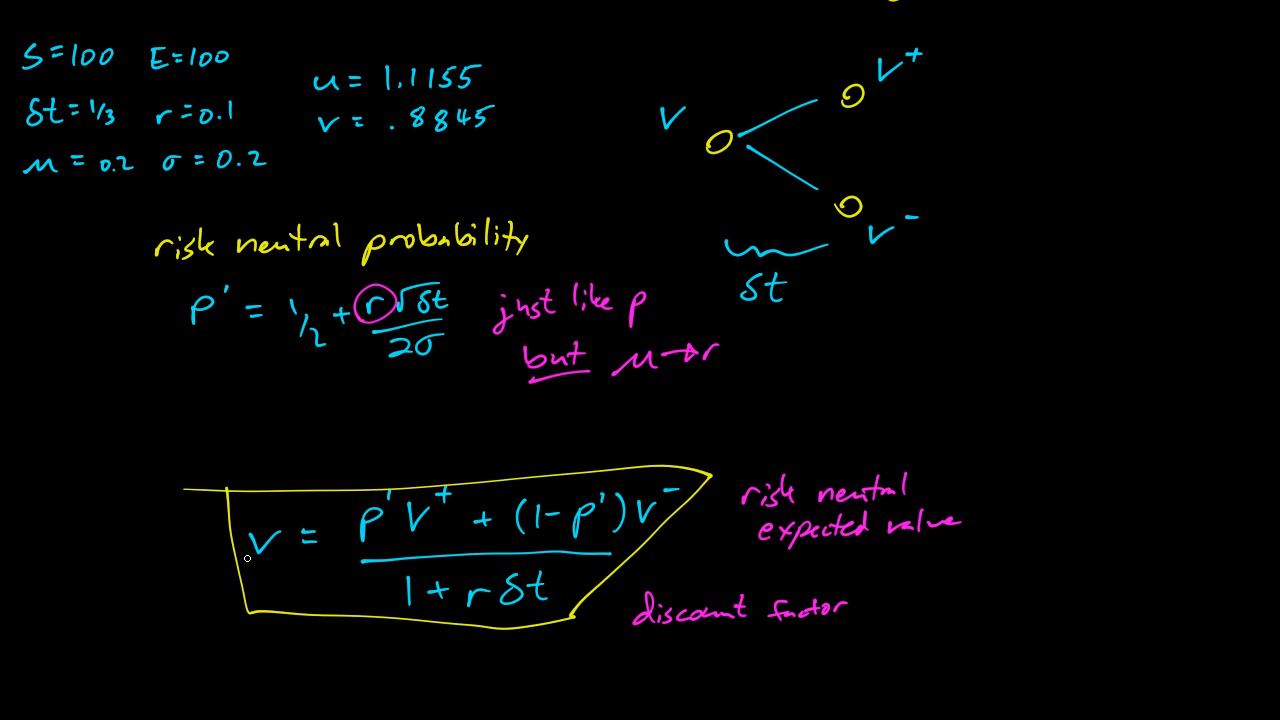 S=100 E=100
δt=1/3 r=0.1
μ=0.2 σ=0.2
u=1.1155
v=.8845
V
V⁺
V⁻
δt
risk neutral probability
p' = 1/2 + r√δt / 2σ
just like p
but μ→r
V = p'V⁺ + (1-p')V⁻
1+rδt
risk neutral
expected value
discount factor